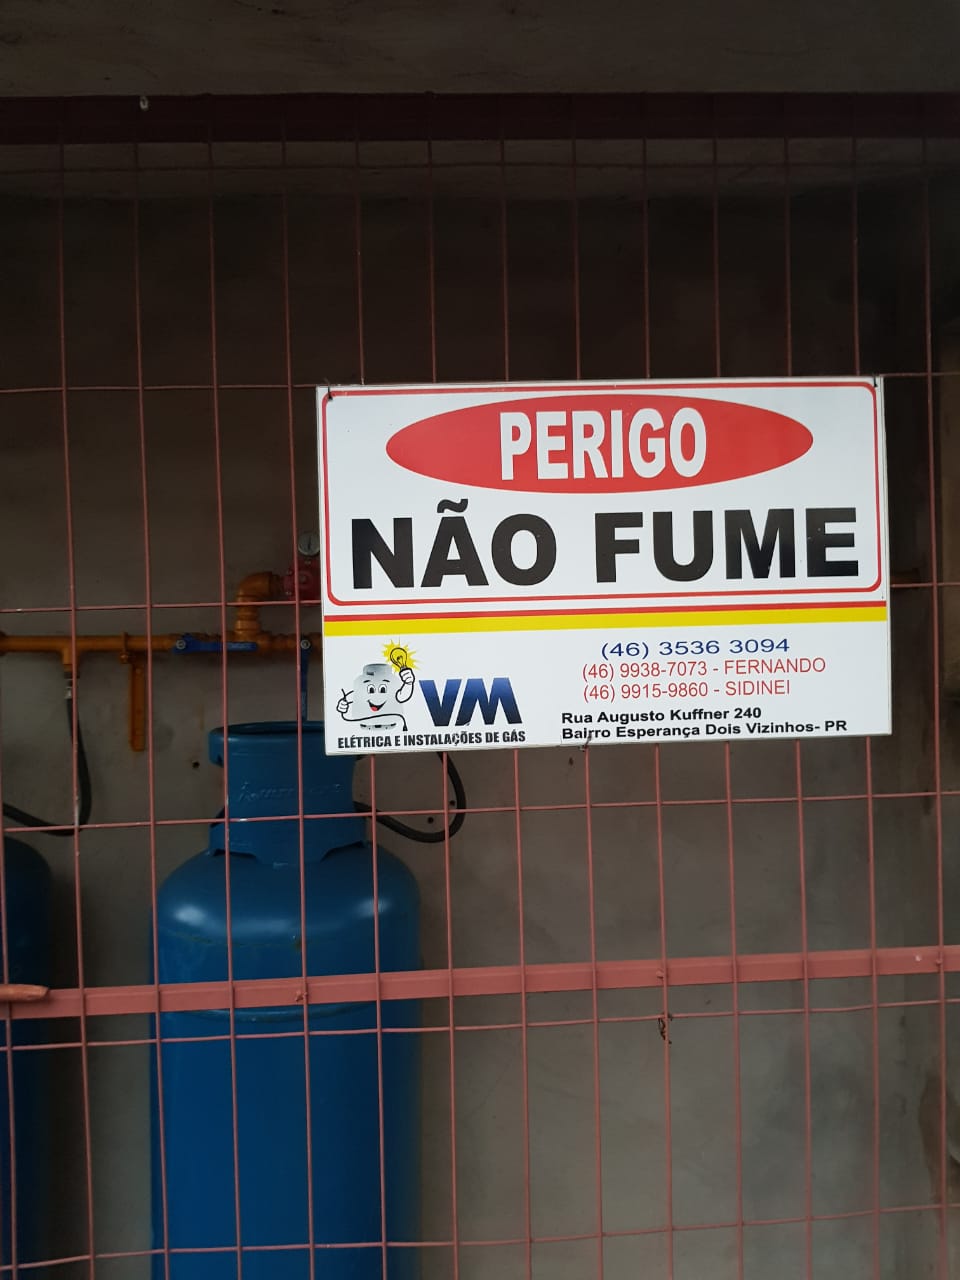 PERIGO
NÃO FUME
(46) 3536 3094
(46) 9938-7073 - FERNANDO
(46) 9915-9860 - SIDINEI
VM
ELÉTRICA E INSTALAÇÕES DE GÁS
Rua Augusto Kuffner 240
Bairro Esperança Dois Vizinhos- PR